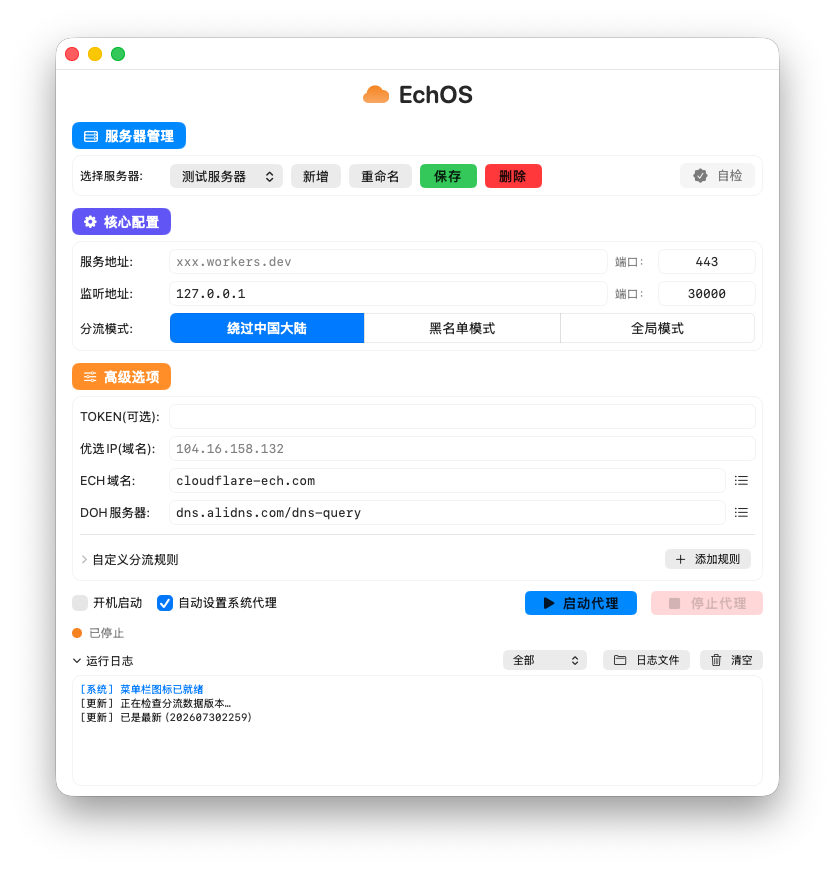 EchOS
服务器管理
选择服务器: 测试服务器 新增 重命名 保存 删除 自检
核心配置
服务地址: xxx.workers.dev 端口: 443
监听地址: 127.0.0.1 端口: 30000
分流模式: 绕过中国大陆 黑名单模式 全局模式
高级选项
TOKEN(可选):
优选IP(域名): 104.16.158.132
ECH域名: cloudflare-ech.com
DOH服务器: dns.alidns.com/dns-query
自定义分流规则 添加规则
开机启动 自动设置系统代理 启动代理 停止代理
已停止
运行日志 全部 日志文件 清空
[系统] 菜单栏图标已就绪
[更新] 正在检查分流数据版本…
[更新] 已是最新 (202607302259)